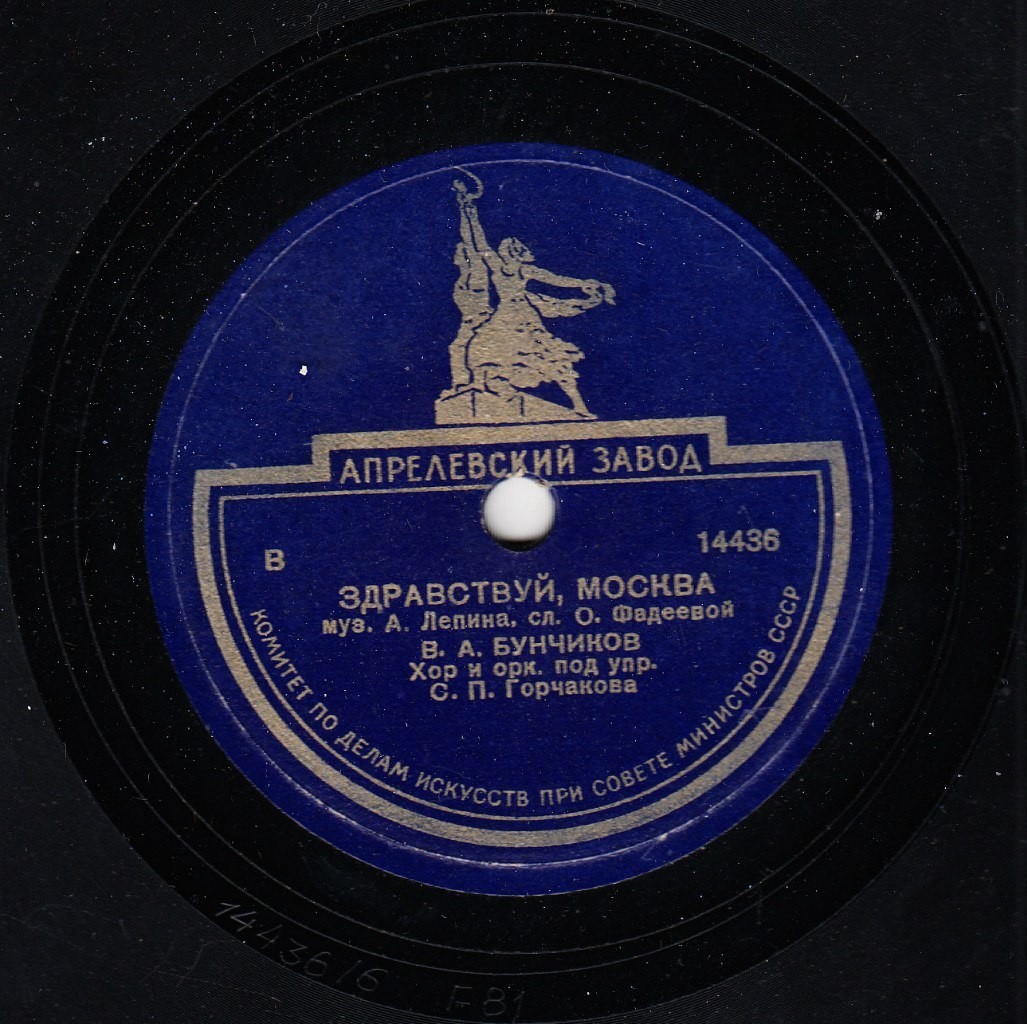 АПРЕЛЕВСКИЙ ЗАВОД
В
14436
ЗДРАВСТВУЙ, МОСКВА
муз. А. Лепина, сл. О. Фадеевой
В. А. БУНЧИКОВ
Хор и орк. под упр.
С. П. Горчакова
КОМИТЕТ ПО ДЕЛАМ ИСКУССТВ ПРИ СОВЕТЕ МИНИСТРОВ СССР
14436/6
F81